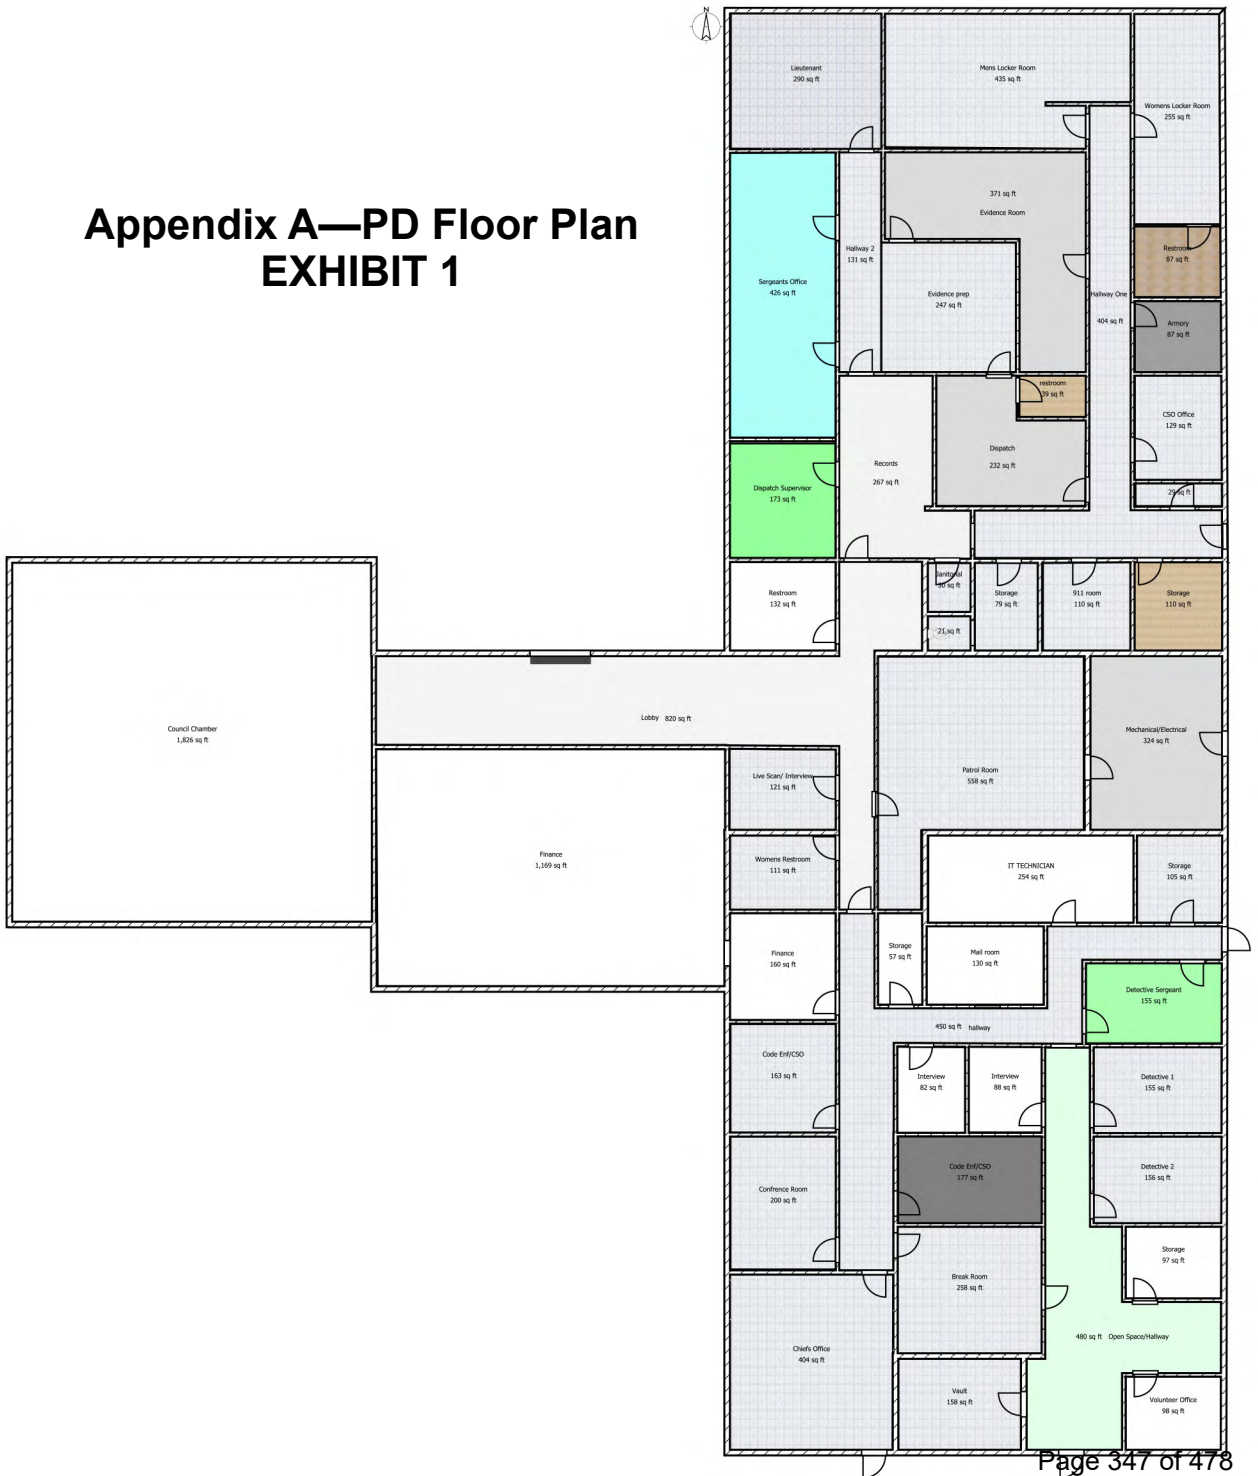 N
Appendix A—PD Floor Plan
EXHIBIT 1
Lieutenant
290 sq ft
Mens Locker Room
435 sq ft
Womens Locker Room
255 sq ft
Sergeants Office
426 sq ft
Hallway 2
131 sq ft
371 sq ft
Evidence Room
Evidence prep
247 sq ft
Hallway One
404 sq ft
Restroom
87 sq ft
Armory
87 sq ft
restroom
39 sq ft
CSO Office
129 sq ft
29 sq ft
Dispatch
232 sq ft
Records
267 sq ft
Dispatch Supervisor
173 sq ft
Restroom
132 sq ft
Janitorial
30 sq ft
21 sq ft
Storage
79 sq ft
911 room
110 sq ft
Storage
110 sq ft
Council Chamber
1,826 sq ft
Lobby 820 sq ft
Patrol Room
558 sq ft
Mechanical/Electrical
324 sq ft
Live Scan/ Interview
121 sq ft
Finance
1,169 sq ft
Womens Restroom
111 sq ft
IT TECHNICIAN
254 sq ft
Storage
105 sq ft
Finance
160 sq ft
Storage
57 sq ft
Mail room
130 sq ft
Detective Sergeant
155 sq ft
450 sq ft hallway
Code Enf/CSO
163 sq ft
Interview
82 sq ft
Interview
88 sq ft
Detective 1
155 sq ft
Confrence Room
200 sq ft
Code Enf/CSO
177 sq ft
Detective 2
156 sq ft
Storage
97 sq ft
Break Room
258 sq ft
480 sq ft Open Space/Hallway
Chiefs Office
404 sq ft
Vault
158 sq ft
Volunteer Office
98 sq ft
Page 347 of 478